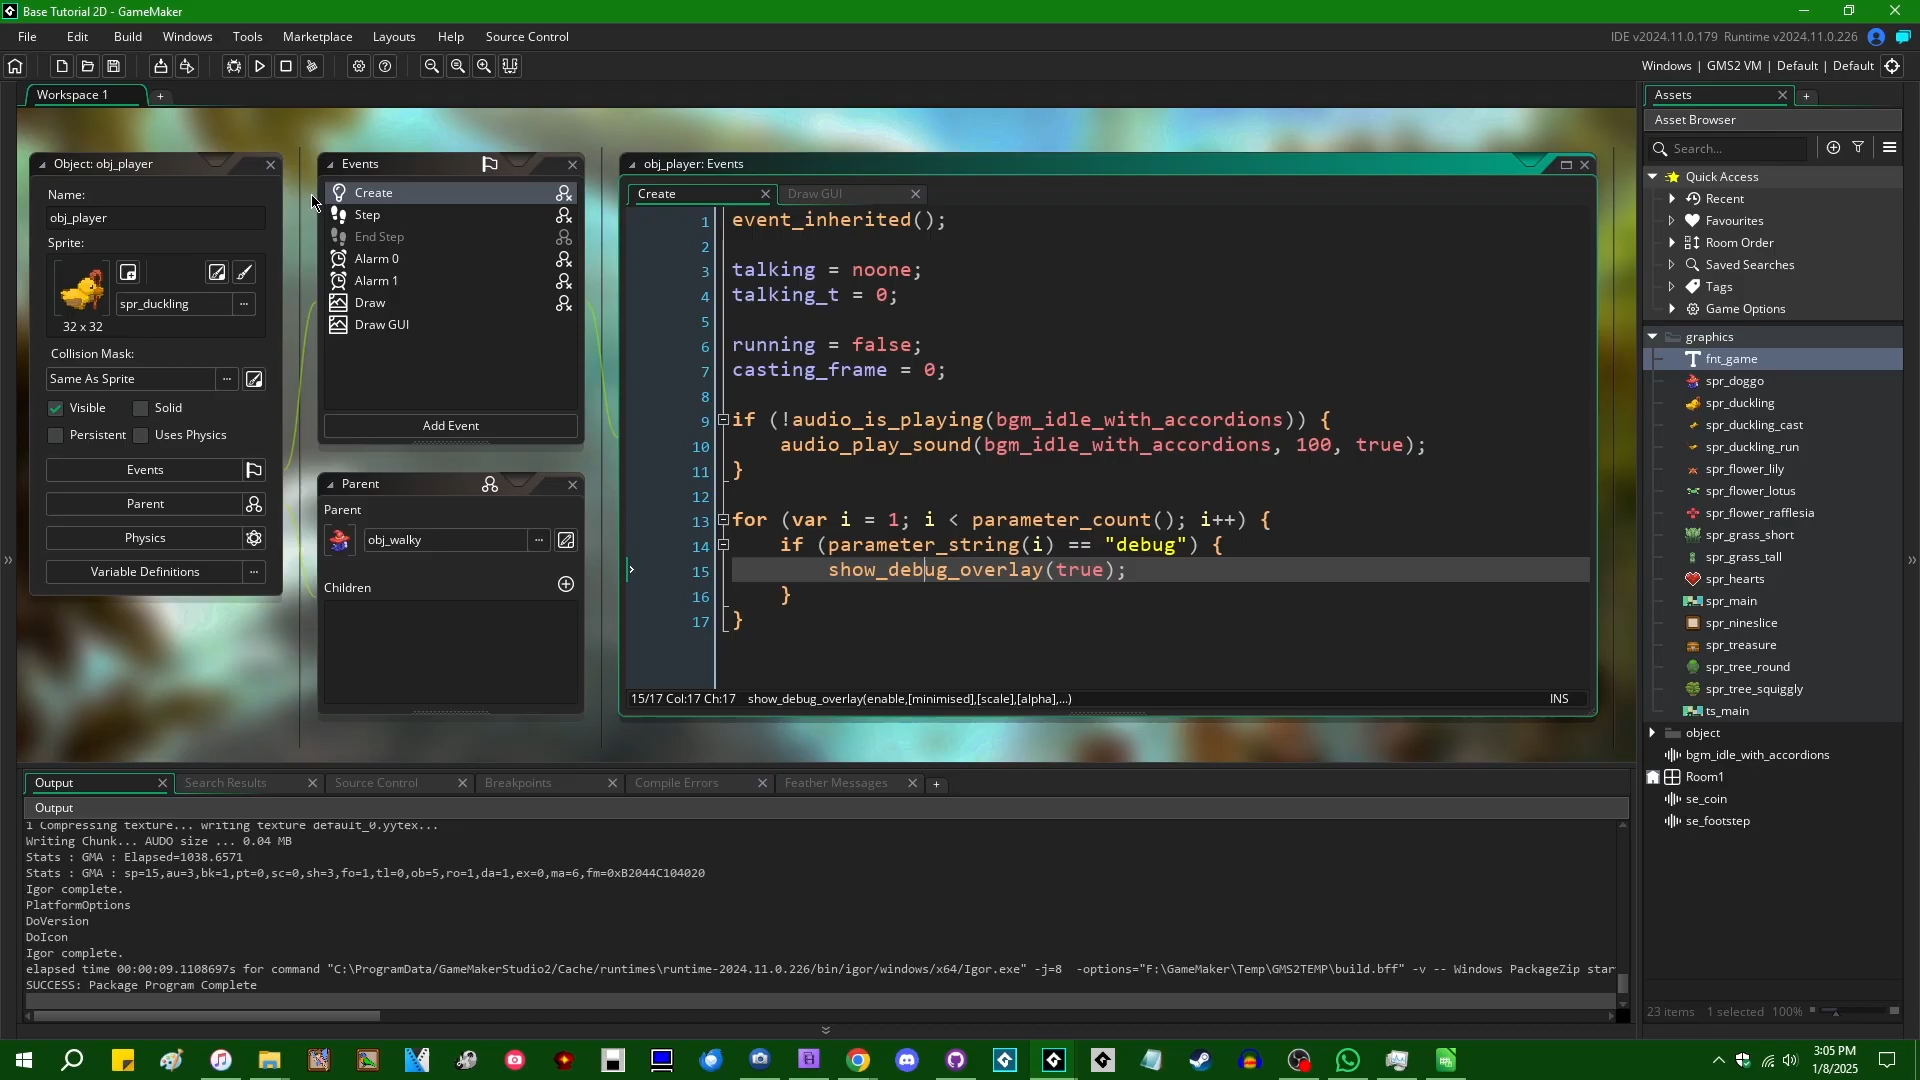 Base Tutorial 2D - GameMaker
File Edit Build Windows Tools Marketplace Layouts Help Source Control
IDE v2024.11.0.179 Runtime v2024.11.0.226
Windows | GMS2 VM | Default | Default
Workspace 1
Object: obj_player
Name:
obj_player
Sprite:
spr_duckling
32 x 32
Collision Mask:
Same As Sprite
Visible Solid
Persistent Uses Physics
Events
Parent
Physics
Variable Definitions
Events
Create
Step
End Step
Alarm 0
Alarm 1
Draw
Draw GUI
Add Event
Parent
Parent
obj_walky
Children
obj_player: Events
Create Draw GUI
1 event_inherited();
2
3 talking = noone;
4 talking_t = 0;
5
6 running = false;
7 casting_frame = 0;
8
9 if (!audio_is_playing(bgm_idle_with_accordions)) {
10 audio_play_sound(bgm_idle_with_accordions, 100, true);
11 }
12
13 for (var i = 1; i < parameter_count(); i++) {
14 if (parameter_string(i) == "debug") {
15 show_debug_overlay(true);
16 }
17 }
15/17 Col:17 Ch:17 show_debug_overlay(enable,[minimised],[scale],[alpha],...) INS
Output Search Results Source Control Breakpoints Compile Errors Feather Messages
Output
1 Compressing texture... writing texture default_0.yytex...
Writing Chunk... AUDO size ... 0.04 MB
Stats : GMA : Elapsed=1038.6571
Stats : GMA : sp=15,au=3,bk=1,pt=0,sc=0,sh=3,fo=1,tl=0,ob=5,ro=1,da=1,ex=0,ma=6,fm=0xB2044C104020
Igor complete.
PlatformOptions
DoVersion
DoIcon
Igor complete.
elapsed time 00:00:09.1108697s for command "C:\ProgramData/GameMakerStudio2/Cache/runtimes\runtime-2024.11.0.226/bin/igor/windows/x64/Igor.exe" -j=8 -options="F:\GameMaker\Temp\GMS2TEMP\build.bff" -v -- Windows PackageZip star
SUCCESS: Package Program Complete
Assets
Asset Browser
Search...
Quick Access
Recent
Favourites
Room Order
Saved Searches
Tags
Game Options
graphics
fnt_game
spr_doggo
spr_duckling
spr_duckling_cast
spr_duckling_run
spr_flower_lily
spr_flower_lotus
spr_flower_rafflesia
spr_grass_short
spr_grass_tall
spr_hearts
spr_main
spr_nineslice
spr_treasure
spr_tree_round
spr_tree_squiggly
ts_main
object
bgm_idle_with_accordions
Room1
se_coin
se_footstep
23 items 1 selected 100%
3:05 PM
1/8/2025